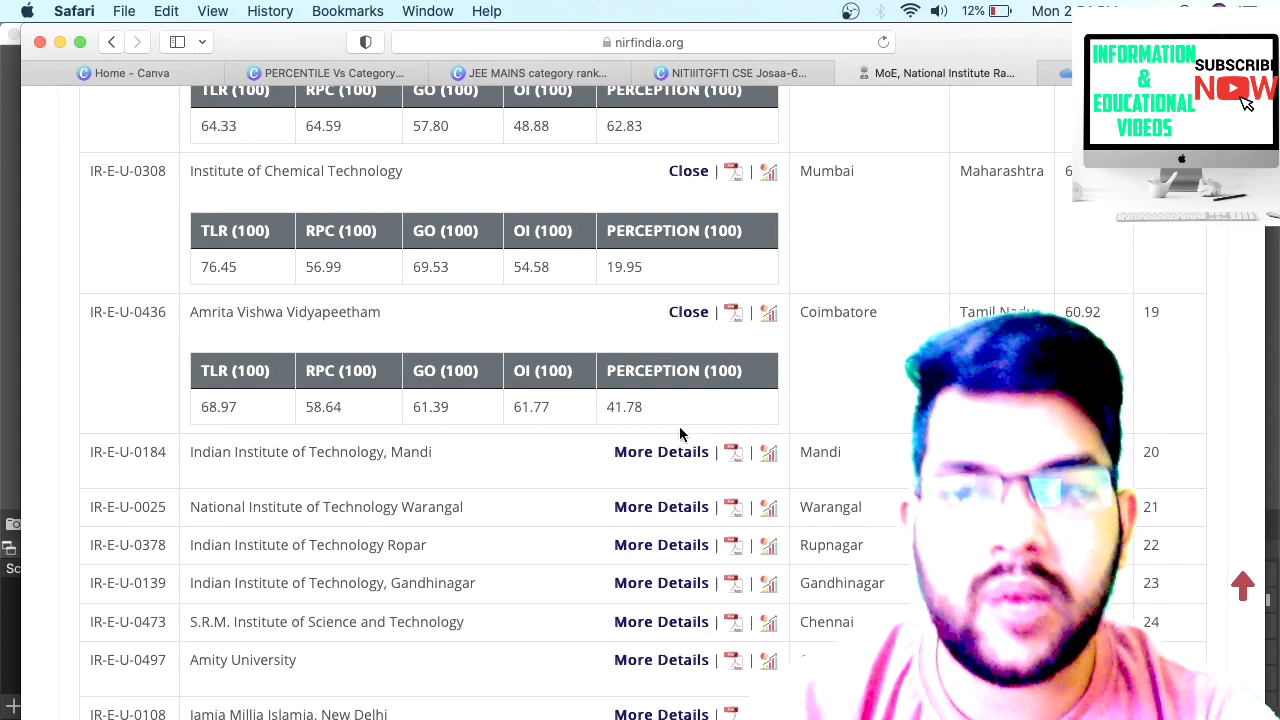 Safari File Edit View History Bookmarks Window Help 12% Mon 2
nirfindia.org
Home - Canva
PERCENTILE Vs Catego...
JEE MAINS category rank...
NITIIITGFTI CSE Josaa-6...
MoE, National Institute Ra...
INFORMATION
&
EDUCATIONAL
VIDEOS
SUBSCRIBE
NOW
TLR (100) RPC (100) GO (100) OI (100) PERCEPTION (100)
64.33 64.59 57.80 48.88 62.83
IR-E-U-0308 Institute of Chemical Technology Close | | Mumbai Maharashtra 6
TLR (100) RPC (100) GO (100) OI (100) PERCEPTION (100)
76.45 56.99 69.53 54.58 19.95
IR-E-U-0436 Amrita Vishwa Vidyapeetham Close | | Coimbatore Tamil Nadu 60.92 19
TLR (100) RPC (100) GO (100) OI (100) PERCEPTION (100)
68.97 58.64 61.39 61.77 41.78
IR-E-U-0184 Indian Institute of Technology, Mandi More Details | | Mandi 20
IR-E-U-0025 National Institute of Technology Warangal More Details | | Warangal 21
IR-E-U-0378 Indian Institute of Technology Ropar More Details | | Rupnagar 22
Sc
IR-E-U-0139 Indian Institute of Technology, Gandhinagar More Details | | Gandhinagar 23
IR-E-U-0473 S.R.M. Institute of Science and Technology More Details | | Chennai 24
IR-E-U-0497 Amity University More Details | |
IR-E-U-0108 Jamia Millia Islamia, New Delhi More Details |